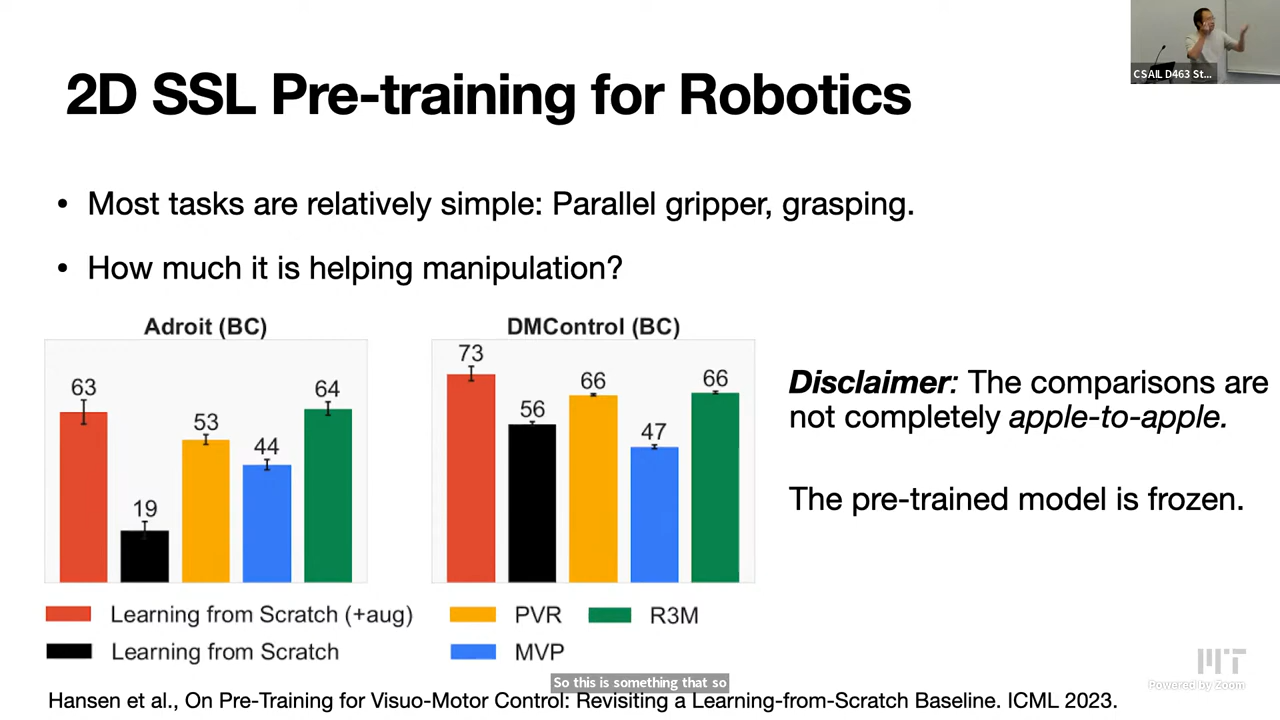 CSAIL D463 St...
2D SSL Pre-training for Robotics
• Most tasks are relatively simple: Parallel gripper, grasping.
• How much it is helping manipulation?
Adroit (BC)
63
19
53
44
64
DMControl (BC)
73
56
66
47
66
Disclaimer: The comparisons are
not completely apple-to-apple.
The pre-trained model is frozen.
Learning from Scratch (+aug)
PVR
R3M
Learning from Scratch
MVP
MIT
Powered by Zoom
So this is something that so
Hansen et al., On Pre-Training for Visuo-Motor Control: Revisiting a Learning-from-Scratch Baseline. ICML 2023.